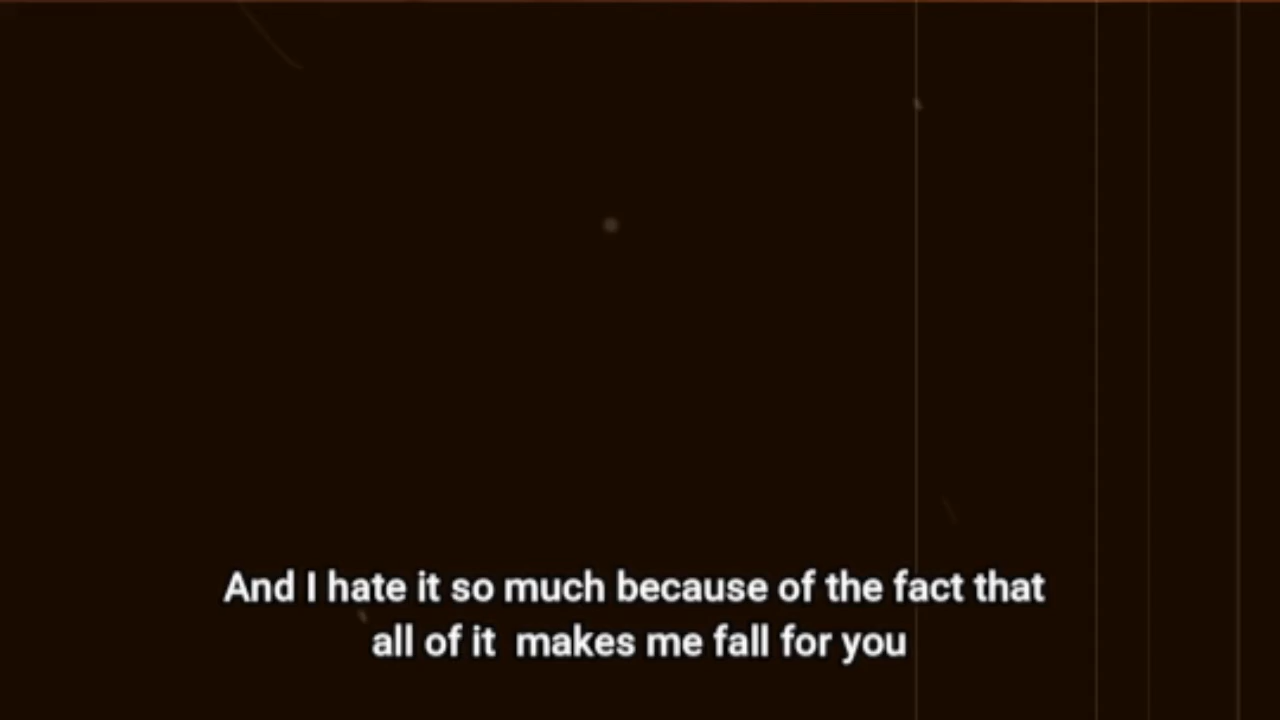 And I hate it so much because of the fact that
all of it  makes me fall for you